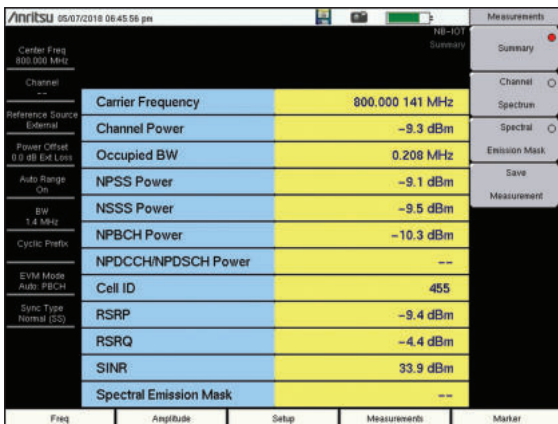 Anritsu 05/07/2018 06:45:56 pm
Measurements
NB-IOT
Summary
Center Freq
800.000 MHz
Channel
--
Reference Source
External
Power Offset
0.0 dB Ext Loss
Auto Range
On
BW
1.4 MHz
Cyclic Prefix
EVM Mode
Auto: PBCH
Sync Type
Normal (SS)
Carrier Frequency 800.000 141 MHz
Channel Power -9.3 dBm
Occupied BW 0.208 MHz
NPSS Power -9.1 dBm
NSSS Power -9.5 dBm
NPBCH Power -10.3 dBm
NPDCCH/NPDSCH Power --
Cell ID 455
RSRP -9.4 dBm
RSRQ -4.4 dBm
SINR 33.9 dBm
Spectral Emission Mask --
Summary
Channel
Spectrum
Spectral
Emission Mask
Save
Measurement
Freq Amplitude Setup Measurements Marker